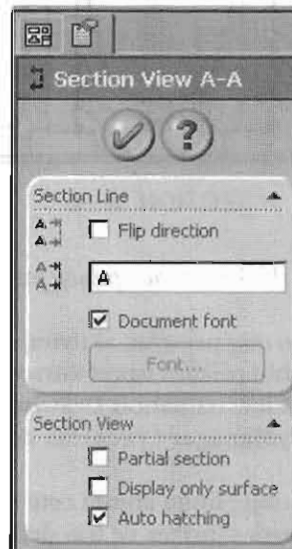 Section View A-A
?
Section Line
Flip direction
A
Document font
Font...
Section View
Partial section
Display only surface
Auto hatching